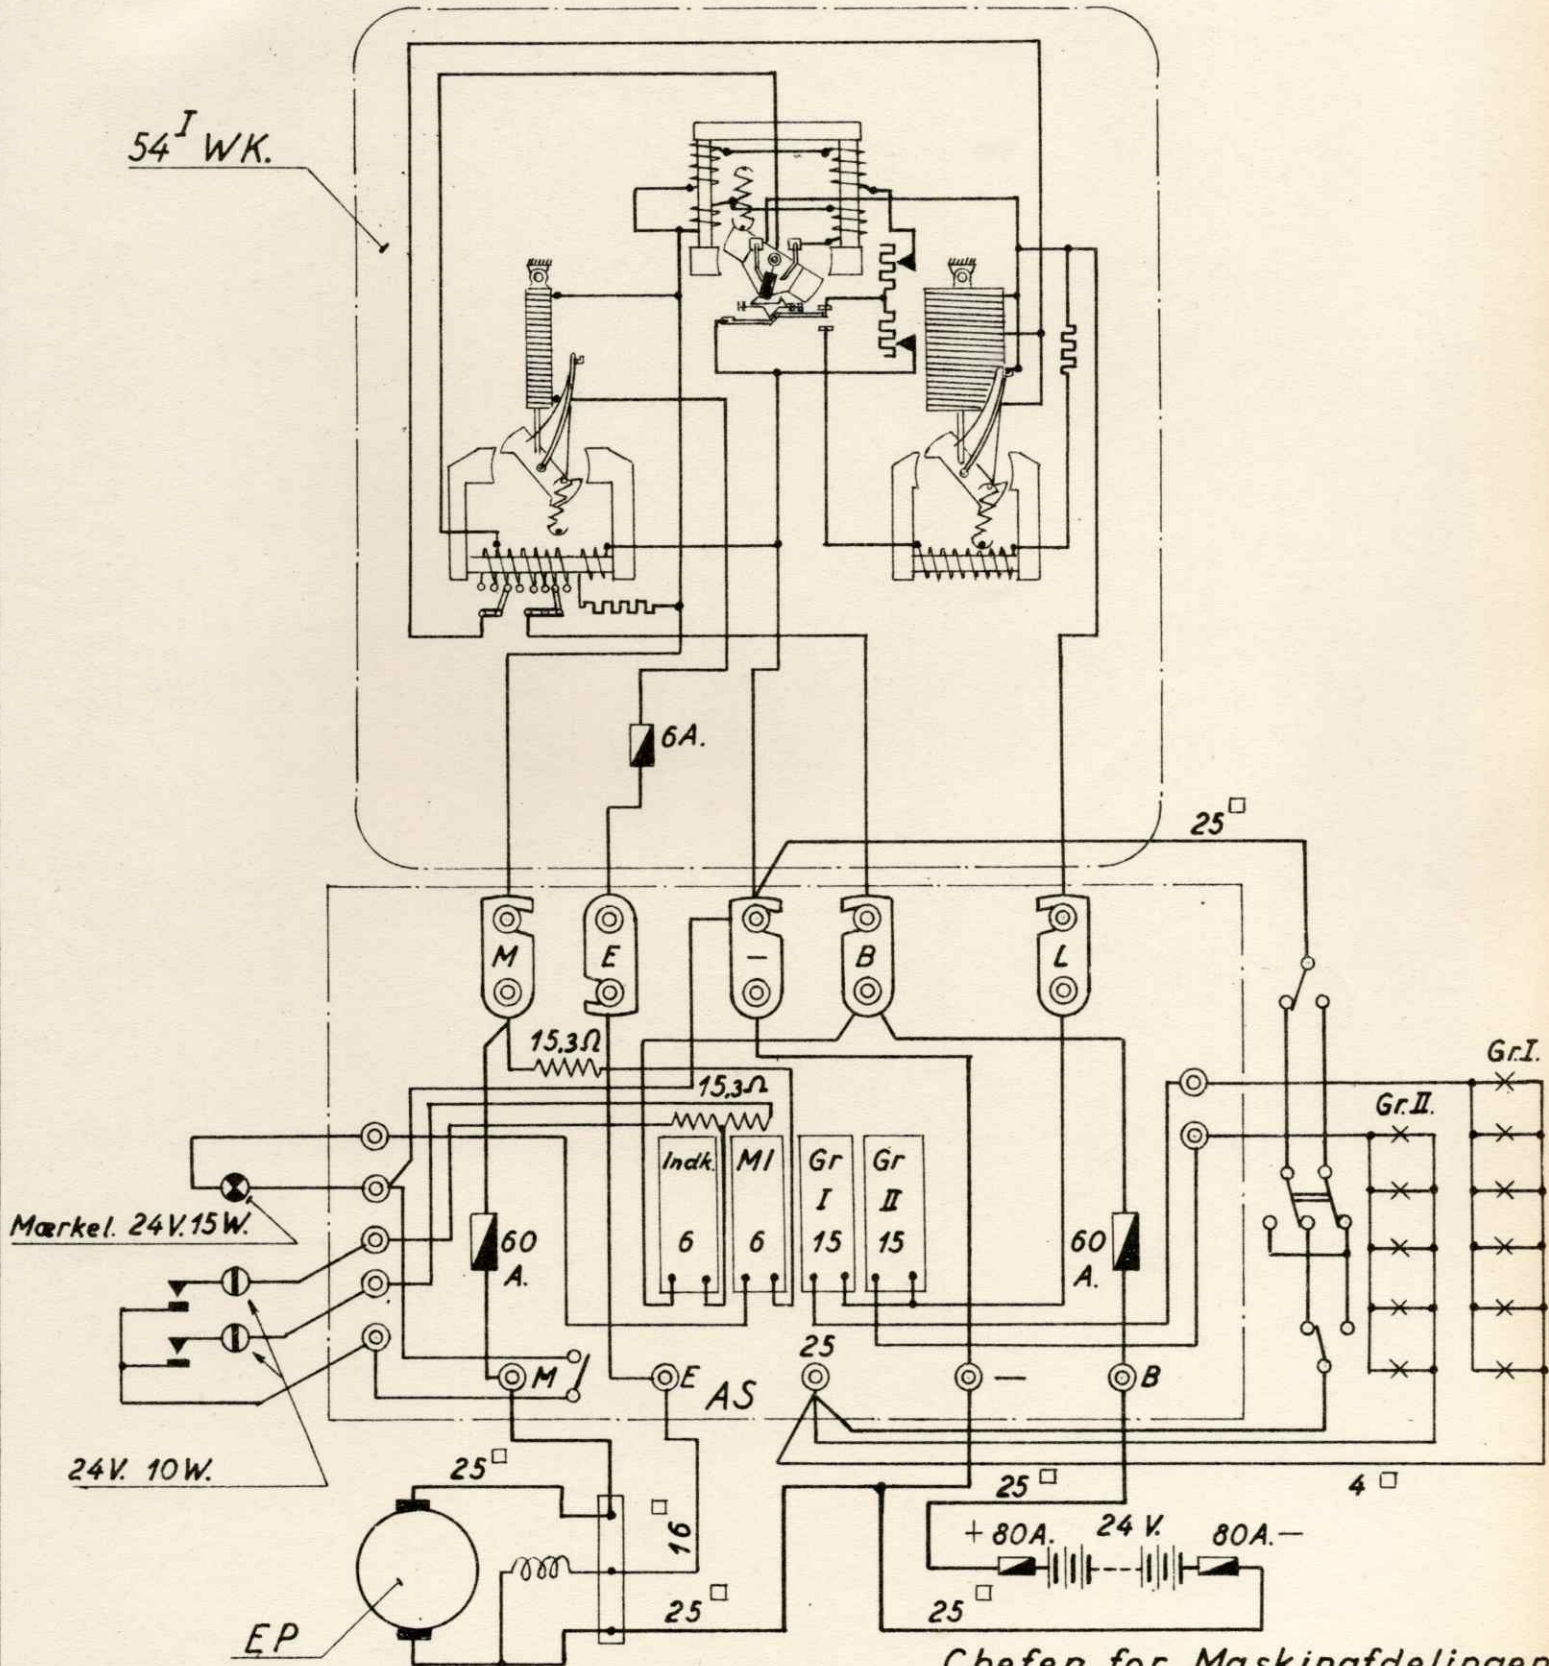 54 I WK.
6A.
25 □
M
E
—
B
L
15,3Ω
15,3Ω
Gr.I.
Gr.II.
Indk.
6
MI
6
Gr
I
15
Gr
II
15
Mærkel. 24V.15W.
60
A.
60
A.
25
M
E
AS
—
B
24V. 10W.
25 □
□
16
25 □
4 □
+ 80A.
24 V.
80A.—
25 □
25 □
EP
Chefen for Maskinafdelingen